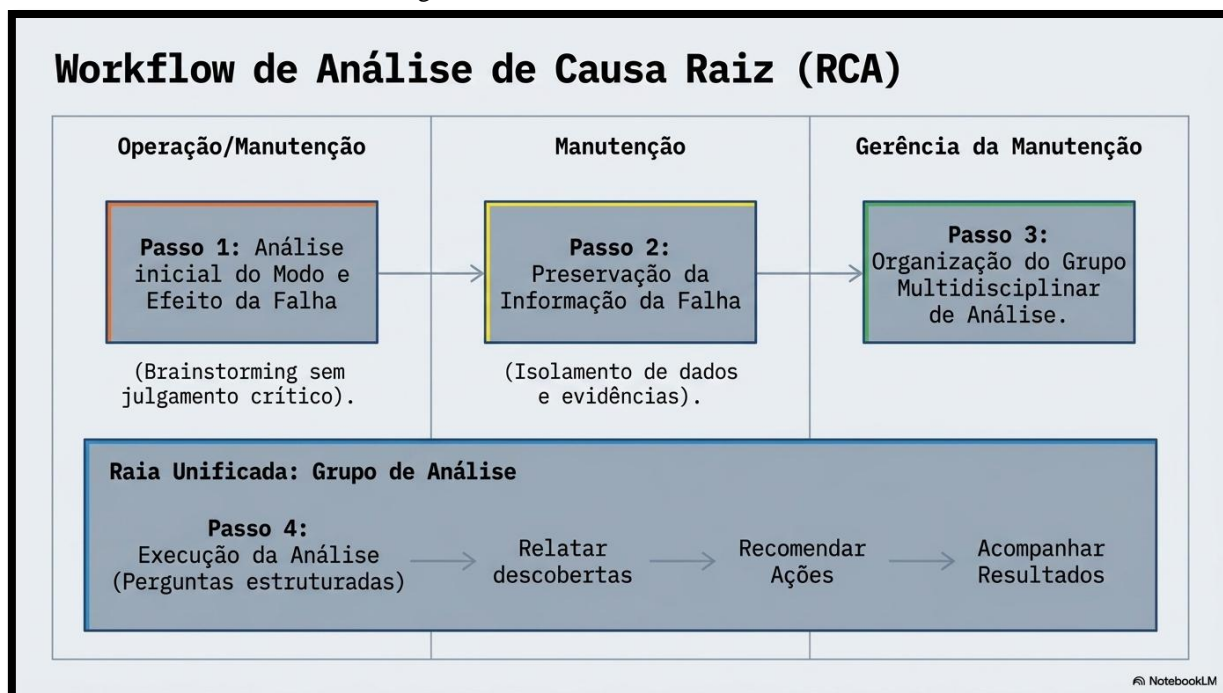 Workflow de Análise de Causa Raiz (RCA)
Operação/Manutenção
Manutenção
Gerência da Manutenção
Passo 1: Análise
inicial do Modo e
Efeito da Falha
(Brainstorming sem
julgamento crítico).
Passo 2:
Preservação da
Informação da Falha
(Isolamento de dados
e evidências).
Passo 3:
Organização do Grupo
Multidisciplinar
de Análise.
Raia Unificada: Grupo de Análise
Passo 4:
Execução da Análise
(Perguntas estruturadas)
Relatar
descobertas
Recomendar
Ações
Acompanhar
Resultados
NotebookLM